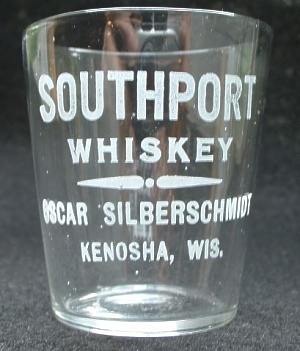 SOUTHPORT
WHISKEY
OSCAR SILBERSCHMIDT
KENOSHA, WIS.